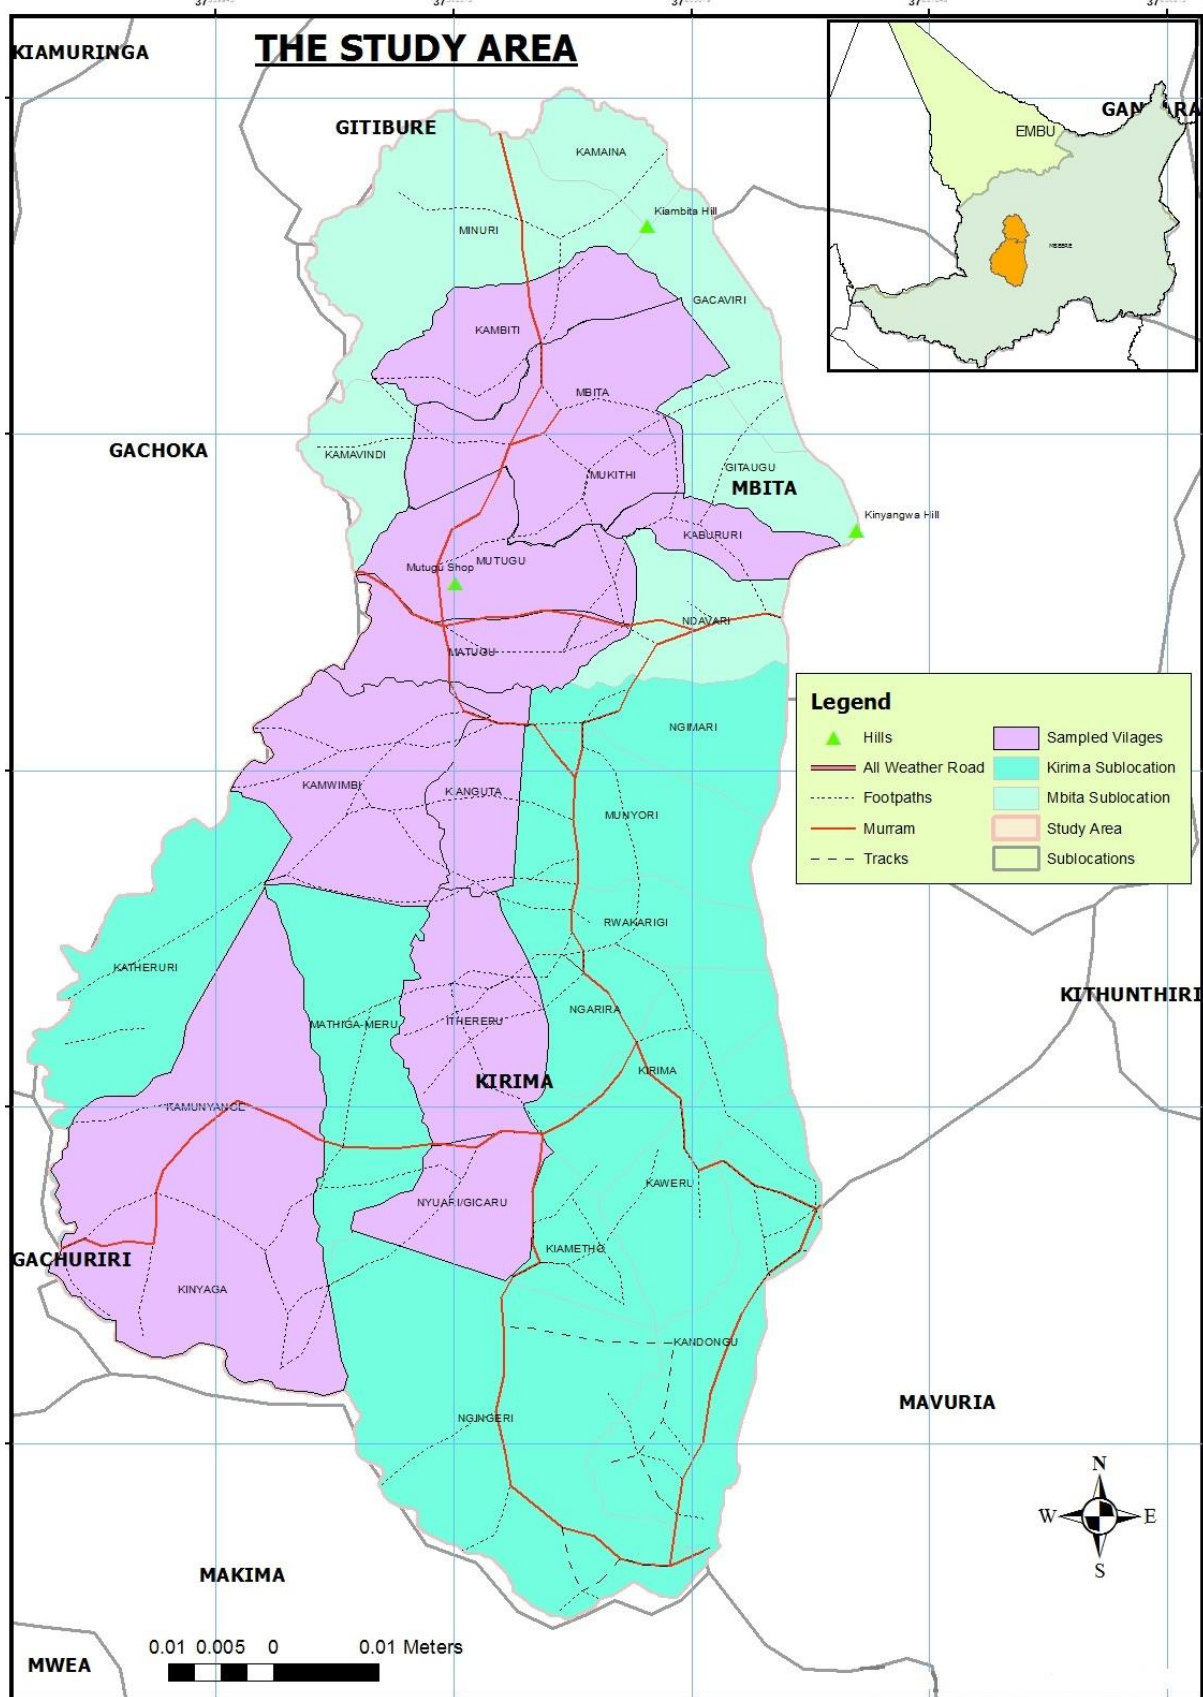 THE STUDY AREA
KIAMURINGA
GITIBURE
KAMAINA
EMBU
Kiambita Hill
MINURI
MBEERE
GACAVIRI
KAMBITI
MBITA
GACHOKA
KAMAVINDI
MUKITHI
GITAUGU
MBITA
Kinyangwa Hill
KABURURI
MUTUGU
Mutugu Shop
NDAVARI
MATUGU
NGIMARI
KAMWIMBI
MUNYORI
Legend
Hills
All Weather Road
Footpaths
Murram
Tracks
Sampled Vilages
Kirima Sublocation
Mbita Sublocation
Study Area
Sublocations
RWAKARIGI
KATHERURI
KITHUNTHIRI
NGARIRA
MATHIGA-MERU
ITHERERU
KIRIMA
KIRIMA
KAWERU
NYUARI/GICARU
KIAMETHO
GACHURIRI
KINYAGA
KANDONGU
MAVURIA
NGINGERI
N
W
E
S
MAKIMA
0.01 0.005 0 0.01 Meters
MWEA